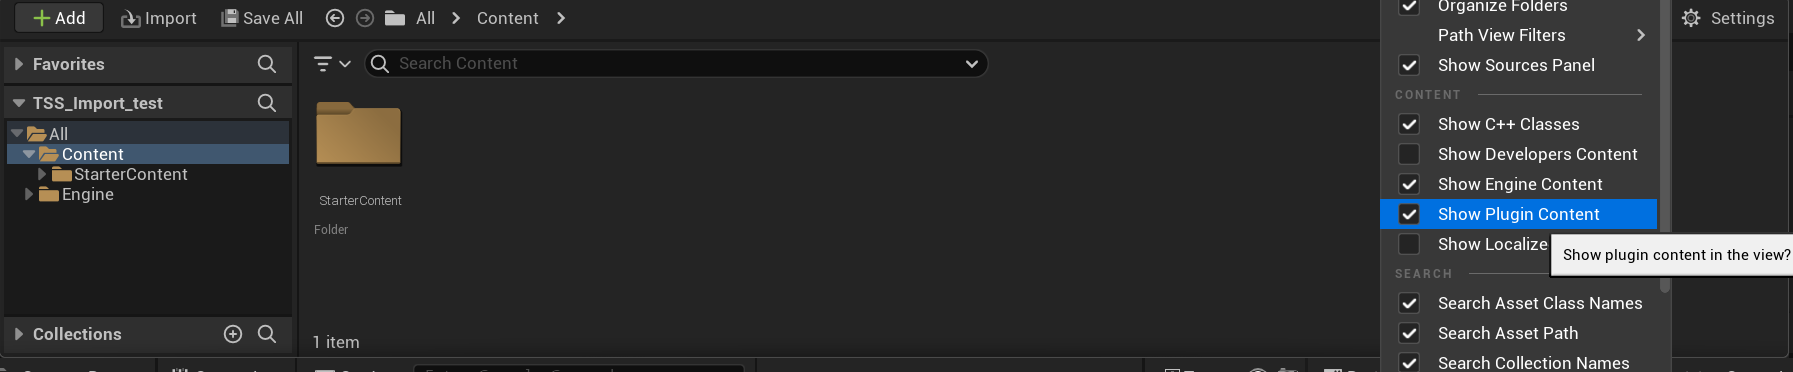 Add
Import
Save All
All
Content
Settings
Favorites
TSS_Import_test
All
Content
StarterContent
Engine
Collections
Search Content
StarterContent
Folder
1 item
Organize Folders
Path View Filters
Show Sources Panel
CONTENT
Show C++ Classes
Show Developers Content
Show Engine Content
Show Plugin Content
Show Localize
Show plugin content in the view?
SEARCH
Search Asset Class Names
Search Asset Path
Search Collection Names